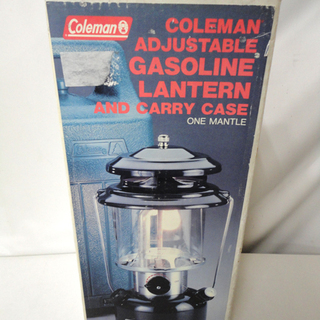 Coleman
COLEMAN
ADJUSTABLE
GASOLINE
LANTERN
AND CARRY CASE
ONE MANTLE